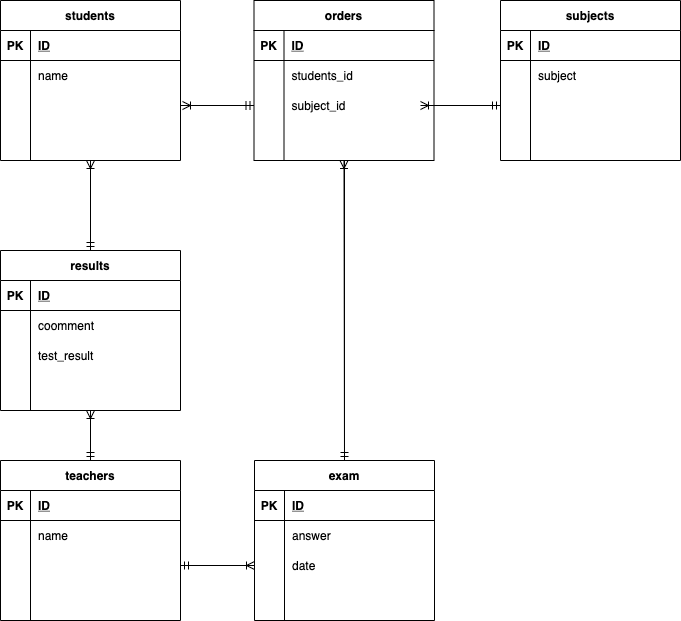 students
PK ID
name
orders
PK ID
students_id
subject_id
subjects
PK ID
subject
results
PK ID
coomment
test_result
teachers
PK ID
name
exam
PK ID
answer
date